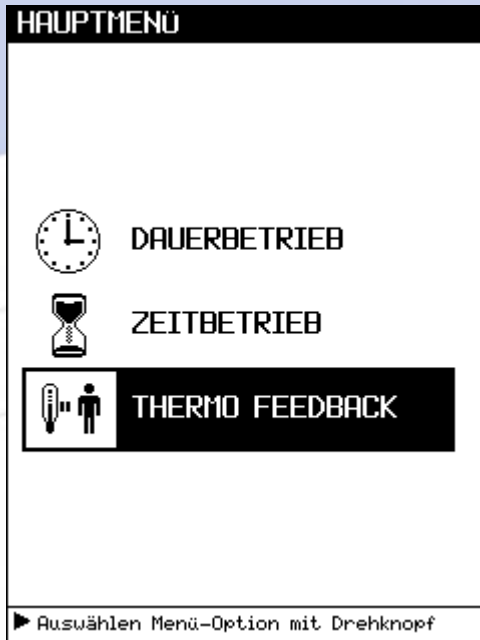 HAUPTMENÜ
DAUERBETRIEB
ZEITBETRIEB
THERMO FEEDBACK
Auswählen Menü-Option mit Drehknopf